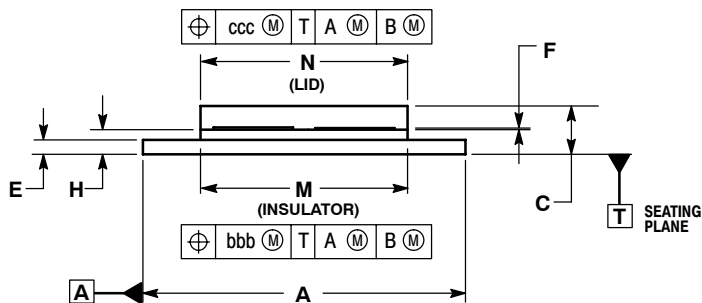 ⌖ ccc Ⓜ T A Ⓜ B Ⓜ
N
(LID)
F
E
H
M
(INSULATOR)
C
T
SEATING
PLANE
⌖ bbb Ⓜ T A Ⓜ B Ⓜ
A
A